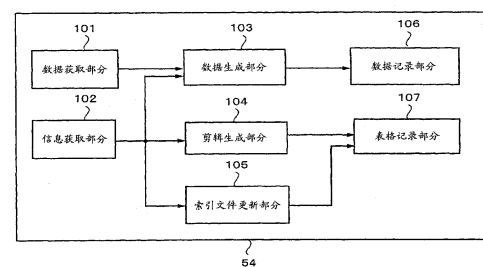 101
103
106
数据获取部分
数据生成部分
数据记录部分
102
104
107
信息获取部分
剪辑生成部分
表格记录部分
105
索引文件更新部分
54